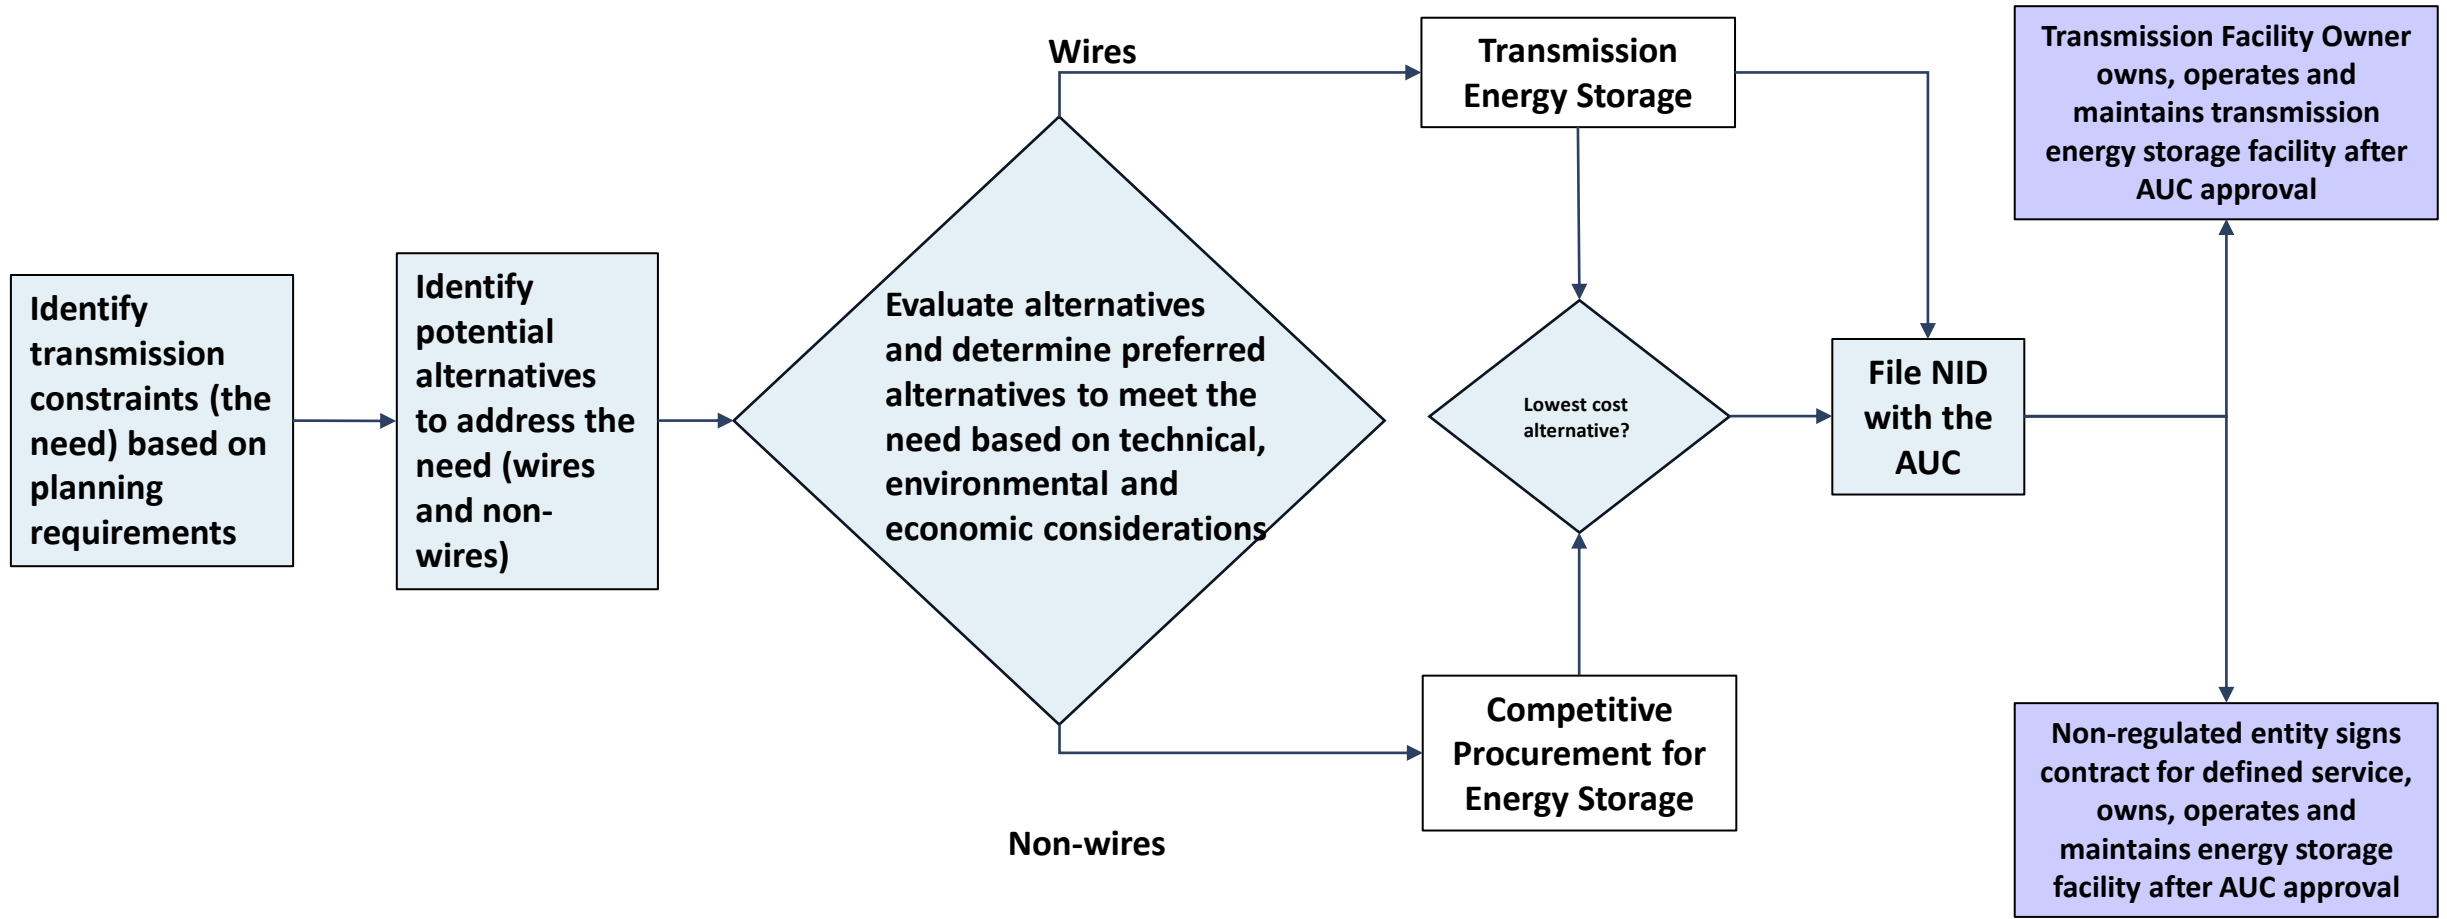 Identify
transmission
constraints (the
need) based on
planning
requirements
Identify
potential
alternatives
to address the
need (wires
and non-
wires)
Evaluate alternatives
and determine preferred
alternatives to meet the
need based on technical,
environmental and
economic considerations
Wires
Non-wires
Transmission
Energy Storage
Lowest cost
alternative?
Competitive
Procurement for
Energy Storage
File NID
with the
AUC
Transmission Facility Owner
owns, operates and
maintains transmission
energy storage facility after
AUC approval
Non-regulated entity signs
contract for defined service,
owns, operates and
maintains energy storage
facility after AUC approval